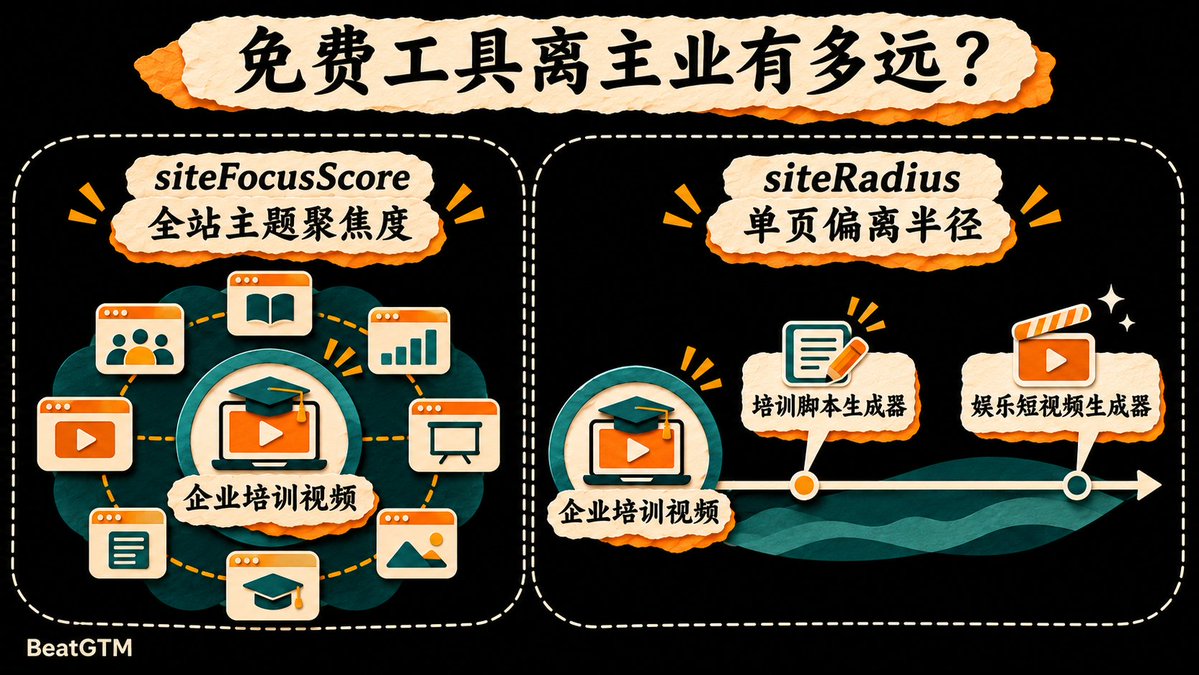 免费工具离主业有多远？
siteFocusScore
全站主题聚焦度
企业培训视频
siteRadius
单页偏离半径
培训脚本生成器
娱乐短视频生成器
企业培训视频
BeatGTM